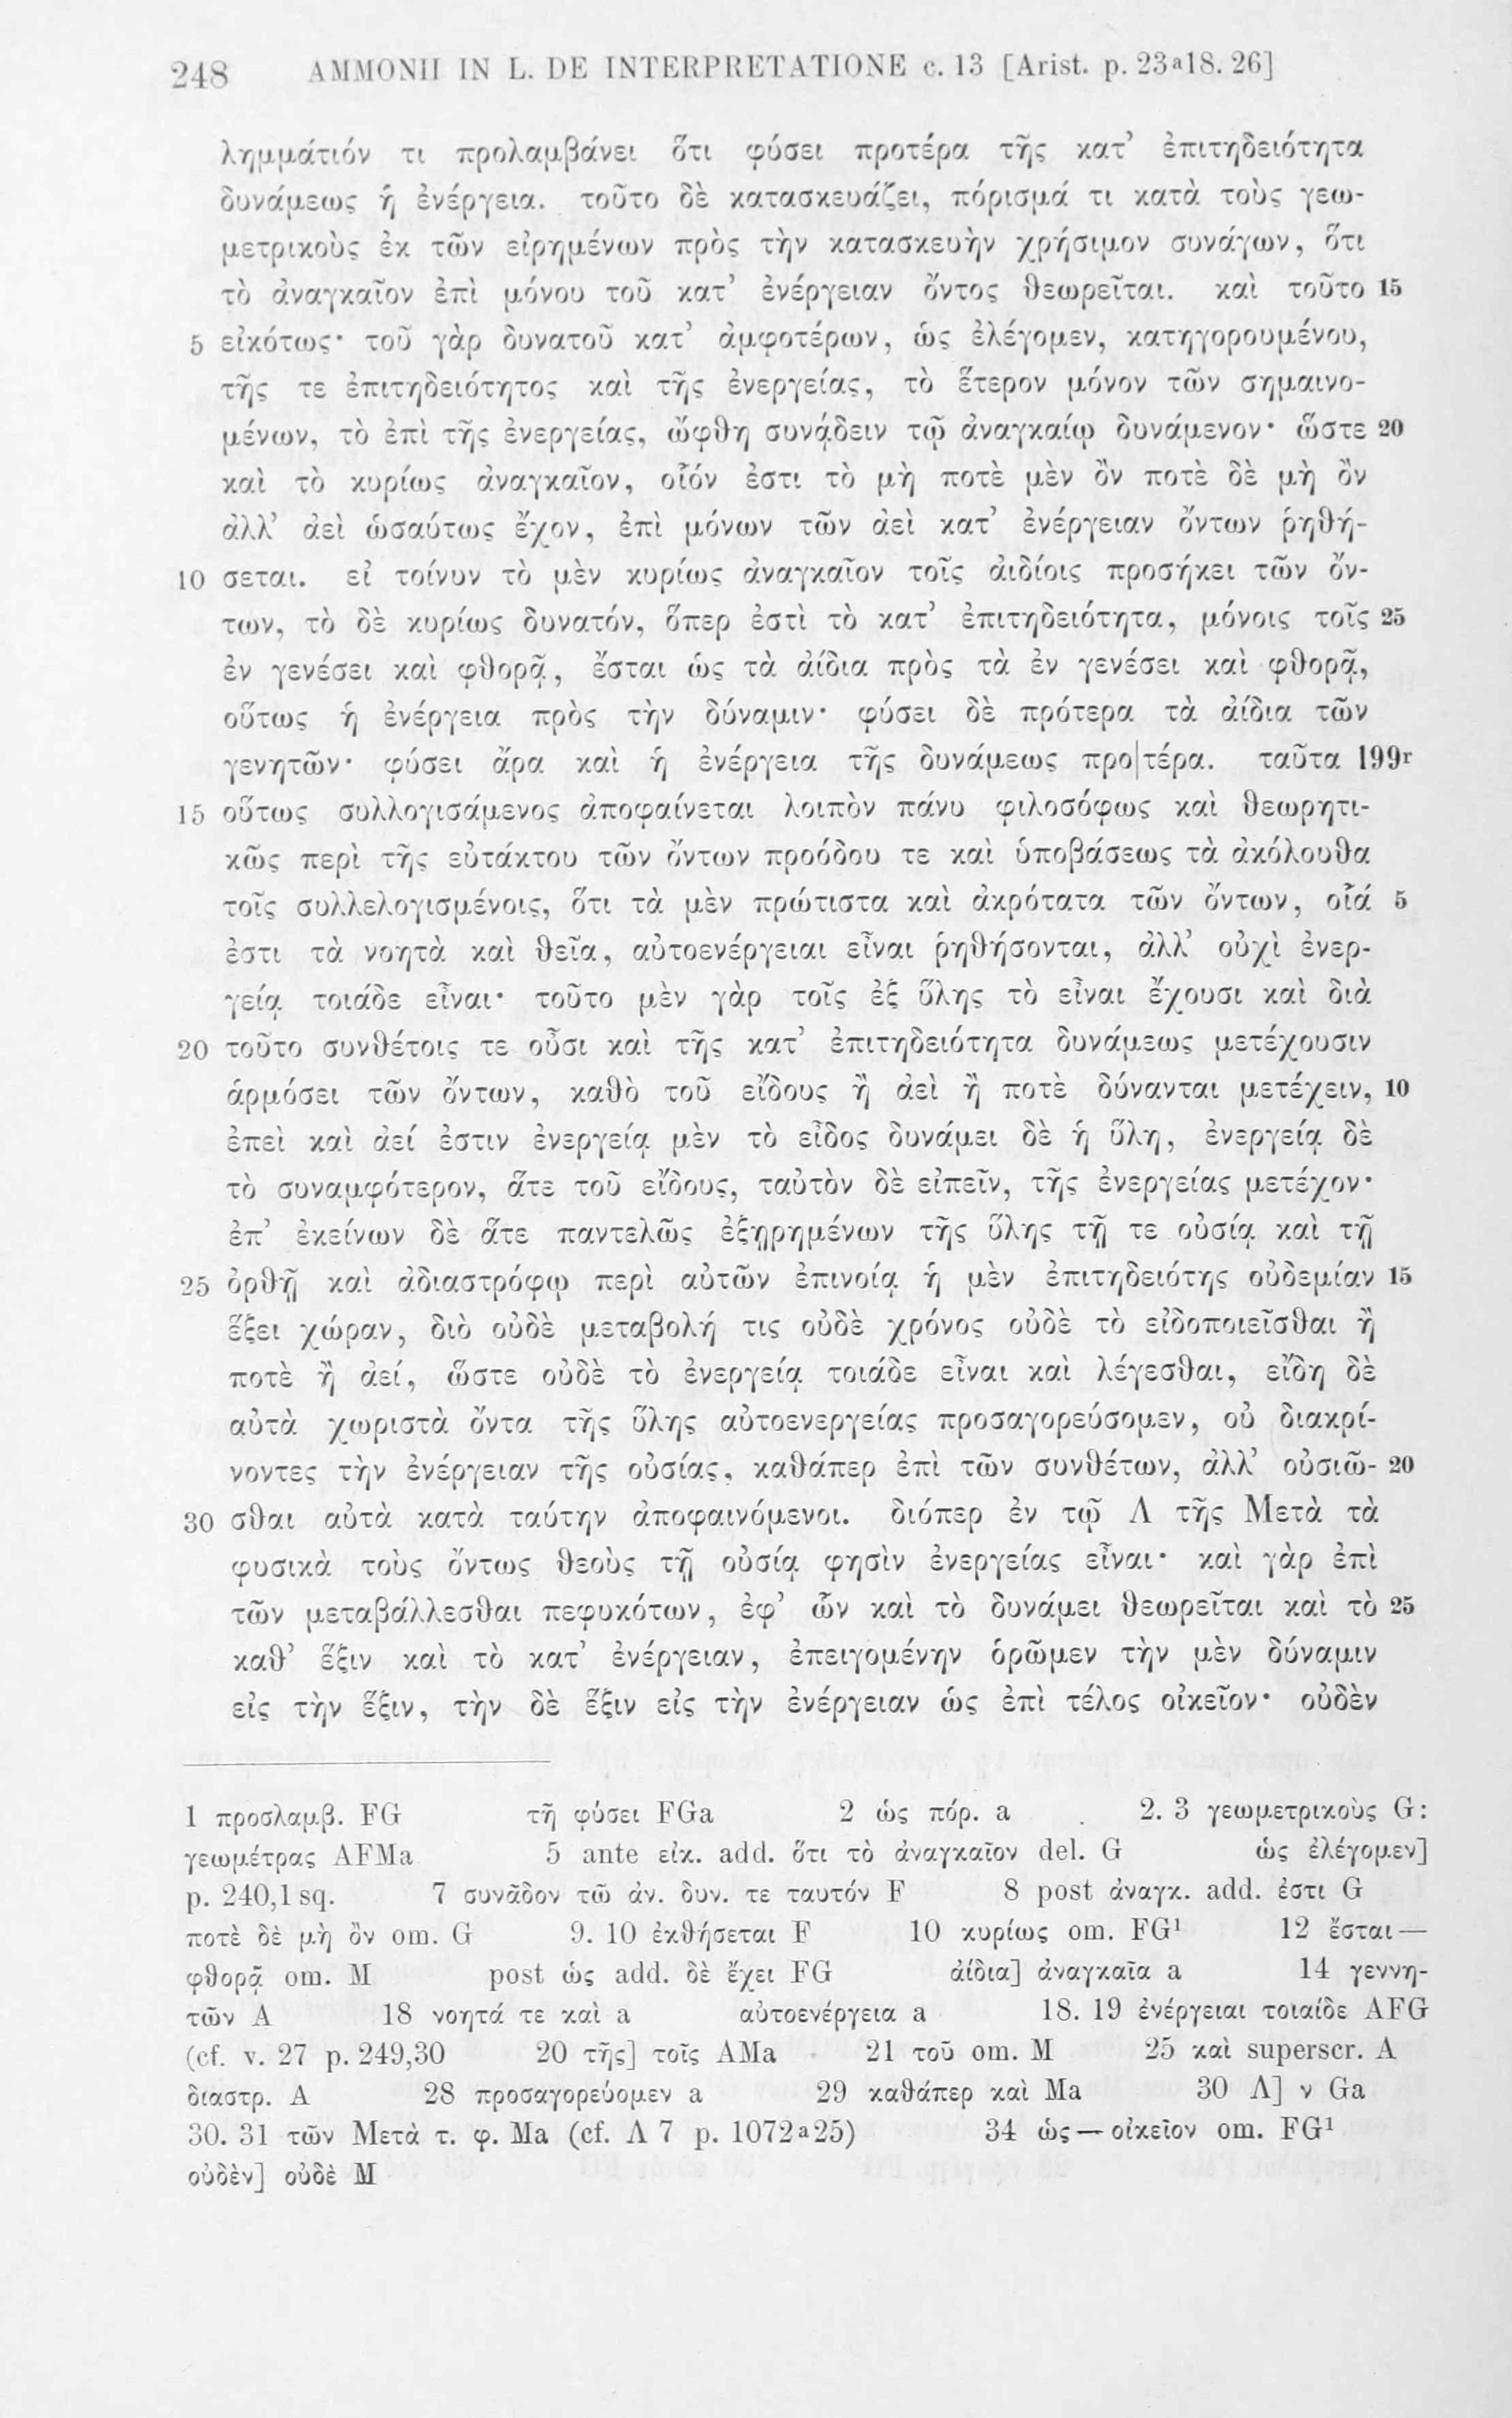 248 AMMONII IN L. DE INTERPRETATIONE c. 13 [Arist. p. 23a18. 26]
λημμάτιόν τι προλαμβάνει ὅτι φύσει προτέρα τῆς κατ’ ἐπιτηδειότητα
δυνάμεως ἡ ἐνέργεια. τοῦτο δὲ κατασκευάζει, πόρισμά τι κατὰ τοὺς γεω-
μετρικοὺς ἐκ τῶν εἰρημένων πρὸς τὴν κατασκευὴν χρήσιμον συνάγων, ὅτι
τὸ ἀναγκαῖον ἐπὶ μόνου τοῦ κατ’ ἐνέργειαν ὄντος θεωρεῖται. καὶ τοῦτο 15
5 εἰκότως· τοῦ γὰρ δυνατοῦ κατ’ ἀμφοτέρων, ὡς ἐλέγομεν, κατηγορουμένου,
τῆς τε ἐπιτηδειότητος καὶ τῆς ἐνεργείας, τὸ ἕτερον μόνον τῶν σημαινο-
μένων, τὸ ἐπὶ τῆς ἐνεργείας, ὤφθη συνᾴδειν τῷ ἀναγκαίῳ δυνάμενον· ὥστε 20
καὶ τὸ κυρίως ἀναγκαῖον, οἷόν ἐστι τὸ μὴ ποτὲ μὲν ὂν ποτὲ δὲ μὴ ὂν
ἀλλ’ ἀεὶ ὡσαύτως ἔχον, ἐπὶ μόνων τῶν ἀεὶ κατ’ ἐνέργειαν ὄντων ῥηθή-
10 σεται. εἰ τοίνυν τὸ μὲν κυρίως ἀναγκαῖον τοῖς ἀιδίοις προσήκει τῶν ὄν-
των, τὸ δὲ κυρίως δυνατόν, ὅπερ ἐστὶ τὸ κατ’ ἐπιτηδειότητα, μόνοις τοῖς 25
ἐν γενέσει καὶ φθορᾷ, ἔσται ὡς τὰ ἀίδια πρὸς τὰ ἐν γενέσει καὶ φθορᾷ,
οὕτως ἡ ἐνέργεια πρὸς τὴν δύναμιν· φύσει δὲ πρότερα τὰ ἀίδια τῶν
γενητῶν· φύσει ἄρα καὶ ἡ ἐνέργεια τῆς δυνάμεως προ|τέρα. ταῦτα 199r
15 οὕτως συλλογισάμενος ἀποφαίνεται λοιπὸν πάνυ φιλοσόφως καὶ θεωρητι-
κῶς περὶ τῆς εὐτάκτου τῶν ὄντων προόδου τε καὶ ὑποβάσεως τὰ ἀκόλουθα
τοῖς συλλελογισμένοις, ὅτι τὰ μὲν πρώτιστα καὶ ἀκρότατα τῶν ὄντων, οἷά 5
ἐστι τὰ νοητὰ καὶ θεῖα, αὐτοενέργειαι εἶναι ῥηθήσονται, ἀλλ’ οὐχὶ ἐνερ-
γείᾳ τοιάδε εἶναι· τοῦτο μὲν γὰρ τοῖς ἐξ ὕλης τὸ εἶναι ἔχουσι καὶ διὰ
20 τοῦτο συνθέτοις τε οὖσι καὶ τῆς κατ’ ἐπιτηδειότητα δυνάμεως μετέχουσιν
ἁρμόσει τῶν ὄντων, καθὸ τοῦ εἴδους ἢ ἀεὶ ἢ ποτὲ δύνανται μετέχειν, 10
ἐπεὶ καὶ ἀεί ἐστιν ἐνεργείᾳ μὲν τὸ εἶδος δυνάμει δὲ ἡ ὕλη, ἐνεργείᾳ δὲ
τὸ συναμφότερον, ἅτε τοῦ εἴδους, ταὐτὸν δὲ εἰπεῖν, τῆς ἐνεργείας μετέχον·
ἐπ’ ἐκείνων δὲ ἅτε παντελῶς ἐξῃρημένων τῆς ὕλης τῇ τε οὐσίᾳ καὶ τῇ
25 ὀρθῇ καὶ ἀδιαστρόφῳ περὶ αὐτῶν ἐπινοίᾳ ἡ μὲν ἐπιτηδειότης οὐδεμίαν 15
ἕξει χώραν, διὸ οὐδὲ μεταβολή τις οὐδὲ χρόνος οὐδὲ τὸ εἰδοποιεῖσθαι ἢ
ποτὲ ἢ ἀεί, ὥστε οὐδὲ τὸ ἐνεργείᾳ τοιάδε εἶναι καὶ λέγεσθαι, εἴδη δὲ
αὐτὰ χωριστὰ ὄντα τῆς ὕλης αὐτοενεργείας προσαγορεύσομεν, οὐ διακρί-
νοντες τὴν ἐνέργειαν τῆς οὐσίας, καθάπερ ἐπὶ τῶν συνθέτων, ἀλλ’ οὐσιῶ- 20
30 σθαι αὐτὰ κατὰ ταύτην ἀποφαινόμενοι. διόπερ ἐν τῷ Λ τῆς Μετὰ τὰ
φυσικὰ τοὺς ὄντως θεοὺς τῇ οὐσίᾳ φησὶν ἐνεργείας εἶναι· καὶ γὰρ ἐπὶ
τῶν μεταβάλλεσθαι πεφυκότων, ἐφ’ ὧν καὶ τὸ δυνάμει θεωρεῖται καὶ τὸ 25
καθ’ ἕξιν καὶ τὸ κατ’ ἐνέργειαν, ἐπειγομένην ὁρῶμεν τὴν μὲν δύναμιν
εἰς τὴν ἕξιν, τὴν δὲ ἕξιν εἰς τὴν ἐνέργειαν ὡς ἐπὶ τέλος οἰκεῖον· οὐδὲν
1 προσλαμβ. FG τῆ φύσει FGa 2 ὡς πόρ. a 2. 3 γεωμετρικοὺς G:
γεωμέτρας AFMa 5 ante εἰκ. add. ὅτι τὸ ἀναγκαῖον del. G ὡς ἐλέγομεν]
p. 240,1 sq. 7 συνᾶδον τῶ ἀν. δυν. τε ταυτόν F 8 post ἀναγκ. add. ἐστι G
ποτὲ δὲ μὴ ὂν om. G 9. 10 ἐκθήσεται F 10 κυρίως om. FG¹ 12 ἔσται —
φθορᾷ om. M post ὡς add. δὲ ἔχει FG ἀίδια] ἀναγκαῖα a 14 γεννη-
τῶν A 18 νοητά τε καὶ a αὐτοενέργεια a 18. 19 ἐνέργειαι τοιαίδε AFG
(cf. v. 27 p. 249,30 20 τῆς] τοῖς AMa 21 τοῦ om. M 25 καὶ superscr. A
διαστρ. A 28 προσαγορεύομεν a 29 καθάπερ καὶ Ma 30 Λ] ν Ga
30. 31 τῶν Μετὰ τ. φ. Ma (cf. Λ 7 p. 1072a25) 34 ὡς — οἰκεῖον om. FG¹
οὐδὲν] οὐδὲ M